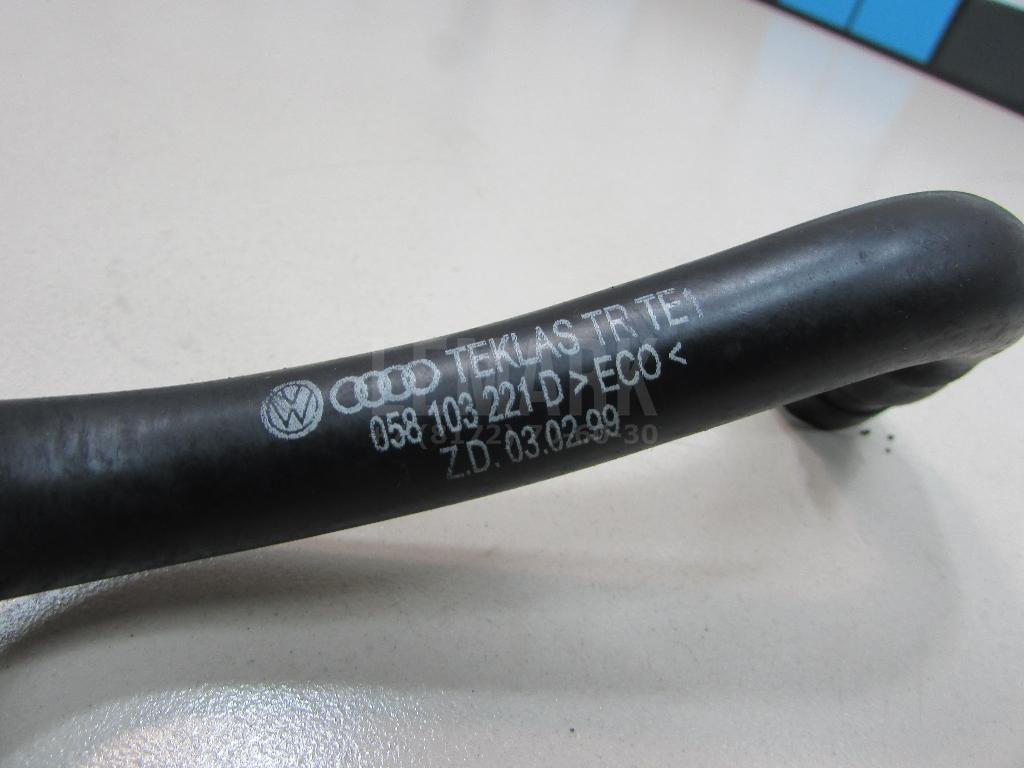 TEKLAS TR TE1
058 103 221 D > ECO <
Z.D. 03.02.99